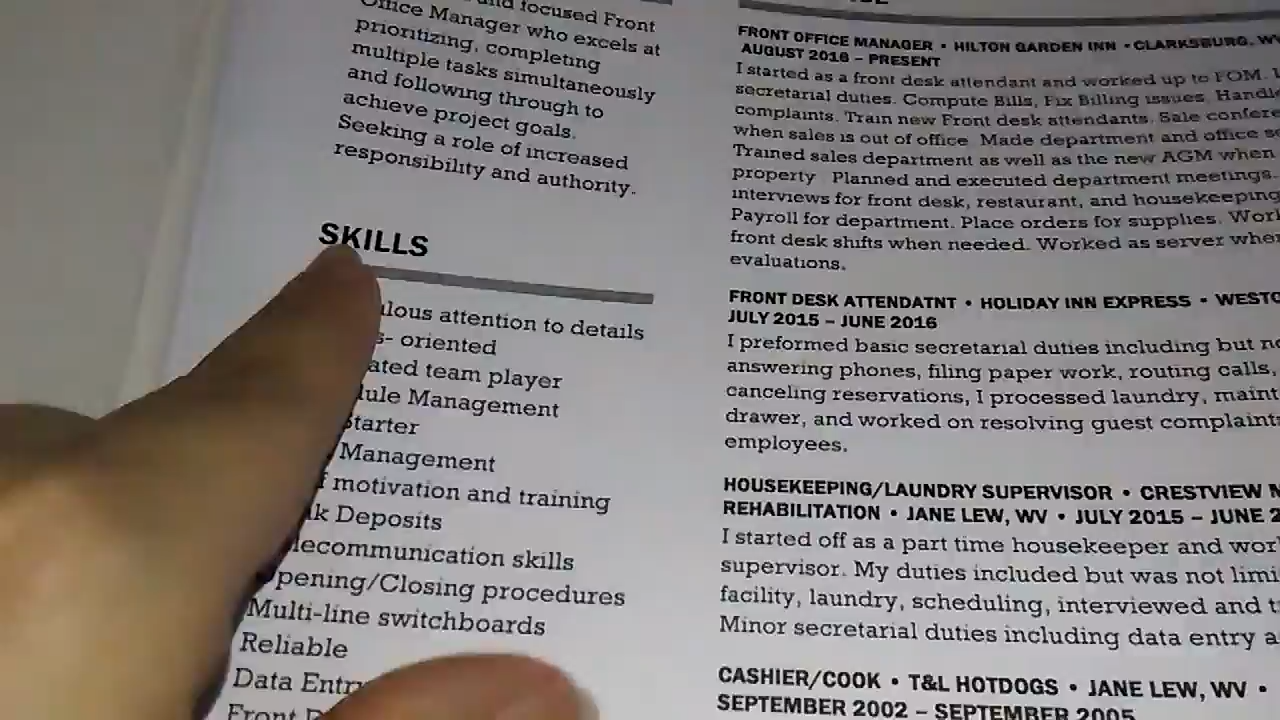 and focused Front
Office Manager who excels at
prioritizing, completing
multiple tasks simultaneously
and following through to
achieve project goals.
Seeking a role of increased
responsibility and authority.
SKILLS
attention to details
oriented
team player
Management
Starter
Management
motivation and training
Deposits
skills
Opening/Closing procedures
Multi-line switchboards
Reliable
Data Entry
Front
FRONT OFFICE MANAGER • HILTON GARDEN INN • CLARKSBURG, WV
AUGUST 2016 – PRESENT
I started as a front desk attendant and worked up to FOM.
secretarial duties. Compute Bills, Fix Billing issues. Handle
complaints. Train new Front desk attendants. Sale
when sales is out of office. Made department and office
Trained sales department as well as the new AGM when
property Planned and executed department meetings.
interviews for front desk, restaurant, and housekeeping
Payroll for department. Place orders for supplies.
front desk shifts when needed. Worked as server when
evaluations.
FRONT DESK ATTENDATNT • HOLIDAY INN EXPRESS •
JULY 2015 – JUNE 2016
I preformed basic secretarial duties including but
answering phones, filing paper work, routing calls,
canceling reservations, I processed laundry,
drawer, and worked on resolving guest complaints
employees.
HOUSEKEEPING/LAUNDRY SUPERVISOR • CRESTVIEW
REHABILITATION • JANE LEW, WV • JULY 2015 – JUNE
I started off as a part time housekeeper and
supervisor. My duties included but was not
facility, laundry, scheduling, interviewed and
Minor secretarial duties including data entry
CASHIER/COOK • T&L HOTDOGS • JANE LEW, WV •
SEPTEMBER 2002 – SEPTEMBER 2005